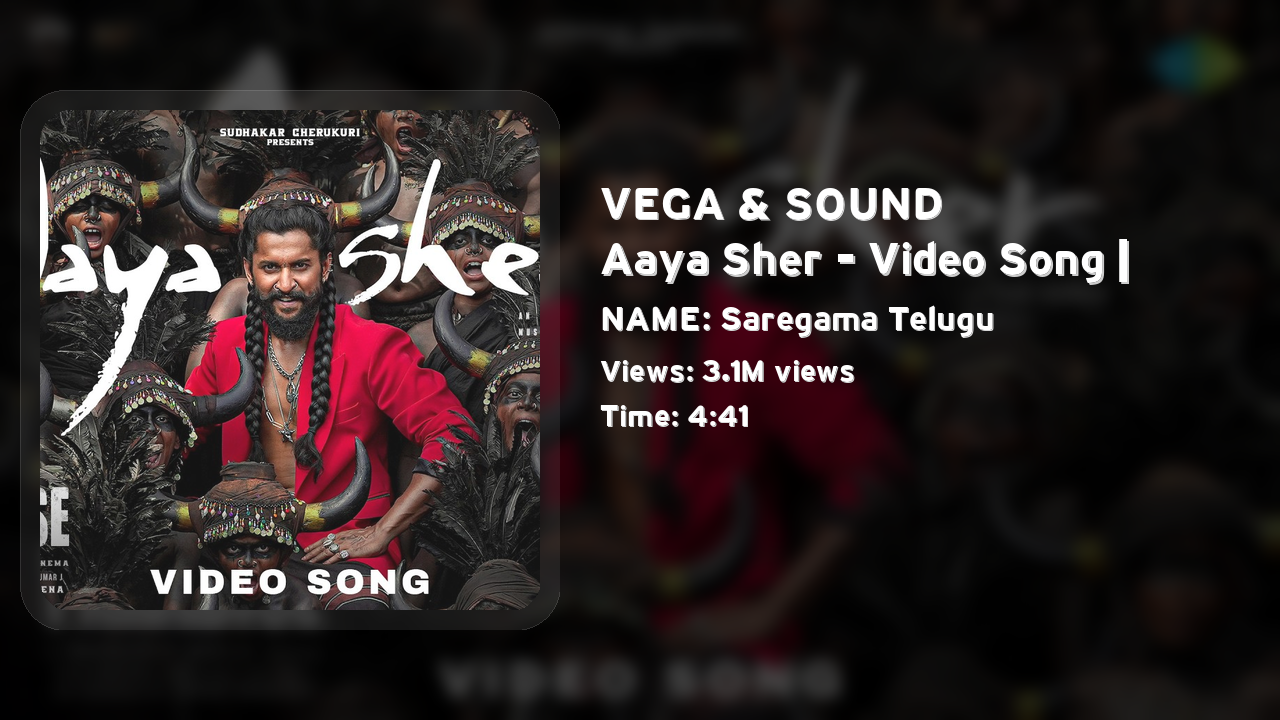 SUDHAKAR CHERUKURI
PRESENTS
aya she
VIDEO SONG
VEGA & SOUND
Aaya Sher - Video Song |
NAME: Saregama Telugu
Views: 3.1M views
Time: 4:41